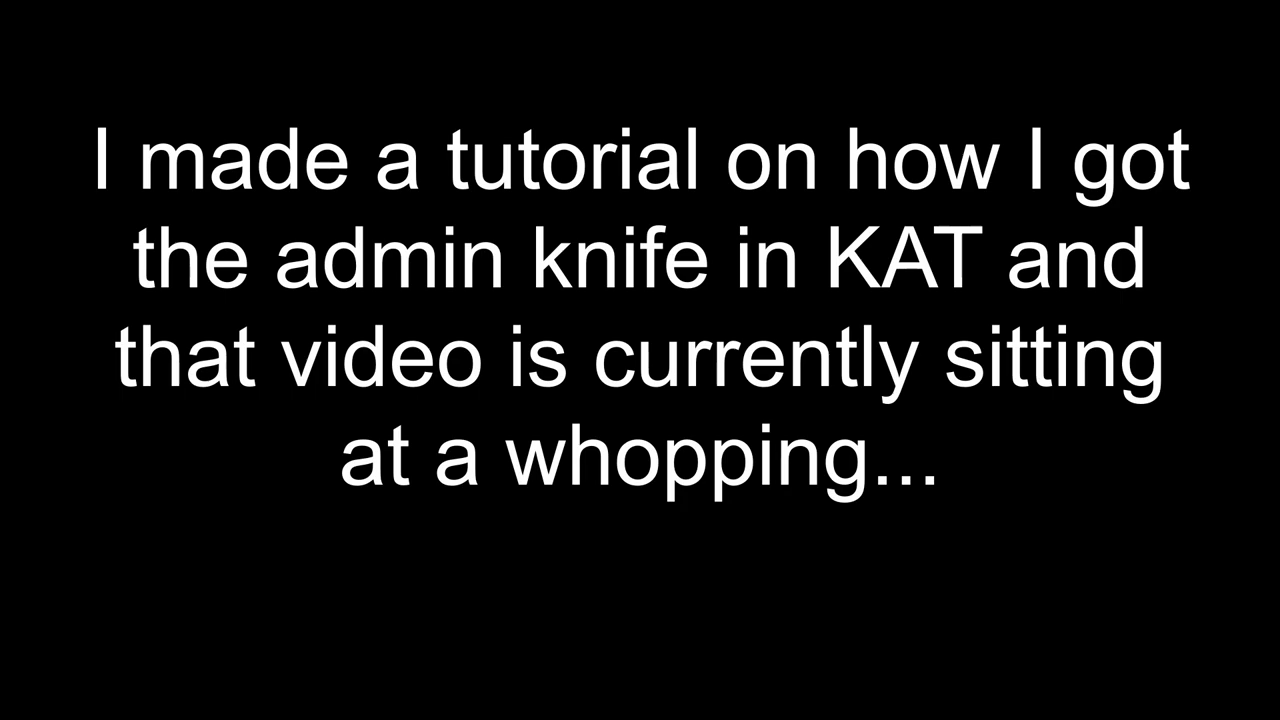 I made a tutorial on how I got
the admin knife in KAT and
that video is currently sitting
at a whopping...